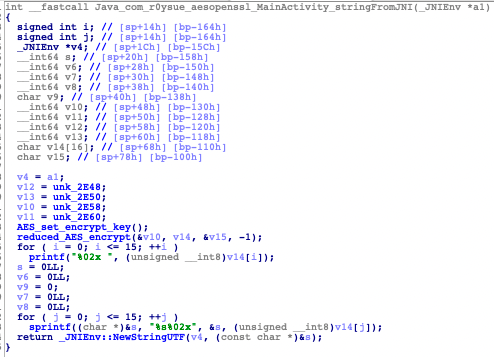 int __fastcall Java_com_r0ysue_aesopenssl_MainActivity_stringFromJNI(_JNIEnv *a1)
{
signed int i; // [sp+14h] [bp-164h]
signed int j; // [sp+14h] [bp-164h]
_JNIEnv *v4; // [sp+1Ch] [bp-15Ch]
__int64 s; // [sp+20h] [bp-158h]
__int64 v6; // [sp+28h] [bp-150h]
__int64 v7; // [sp+30h] [bp-148h]
__int64 v8; // [sp+38h] [bp-140h]
char v9; // [sp+40h] [bp-138h]
__int64 v10; // [sp+48h] [bp-130h]
__int64 v11; // [sp+50h] [bp-128h]
__int64 v12; // [sp+58h] [bp-120h]
__int64 v13; // [sp+60h] [bp-118h]
char v14[16]; // [sp+68h] [bp-110h]
char v15; // [sp+78h] [bp-100h]
v4 = a1;
v12 = unk_2E48;
v13 = unk_2E50;
v10 = unk_2E58;
v11 = unk_2E60;
AES_set_encrypt_key();
reduced_AES_encrypt(&v10, v14, &v15, -1);
for ( i = 0; i <= 15; ++i )
printf("%02x ", (unsigned __int8)v14[i]);
s = 0LL;
v6 = 0LL;
v9 = 0;
v7 = 0LL;
v8 = 0LL;
for ( j = 0; j <= 15; ++j )
sprintf((char *)&s, "%s%02x", &s, (unsigned __int8)v14[j]);
return _JNIEnv::NewStringUTF(v4, (const char *)&s);
}